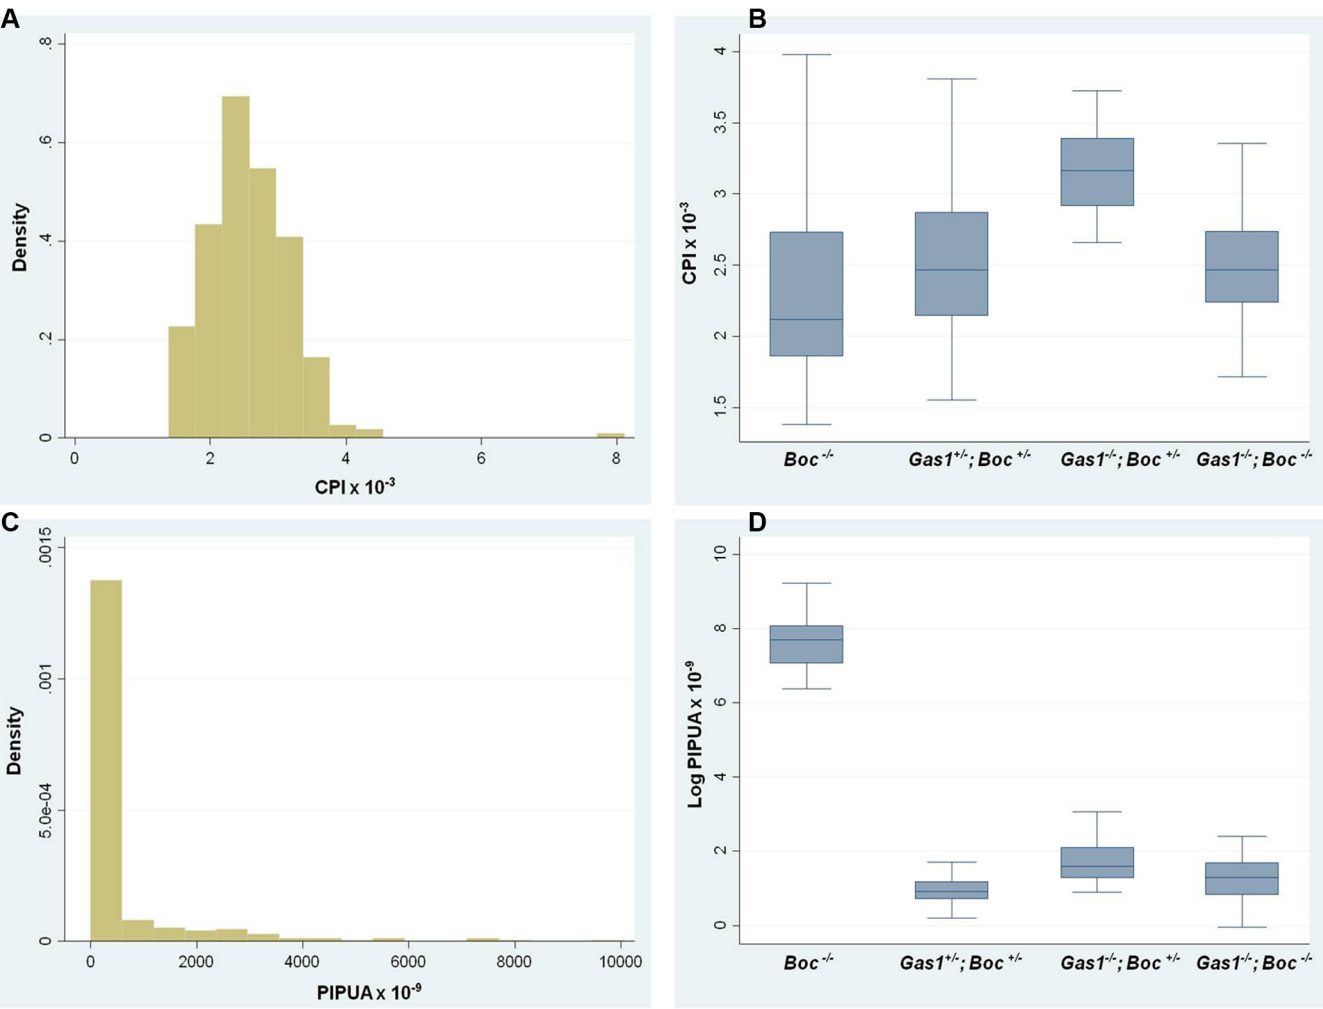 A
Density
0
.2
.4
.6
.8
0 2 4 6 8
CPI x 10-3
B
CPI x 10-3
1.5
2
2.5
3
3.5
4
Boc -/- Gas1+/-; Boc +/- Gas1-/-; Boc +/- Gas1-/-; Boc -/-
C
Density
0
5.0e-04
.001
.0015
0 2000 4000 6000 8000 10000
PIPUA x 10-9
D
Log PIPUA x 10-9
0
2
4
6
8
10
Boc -/- Gas1+/-; Boc +/- Gas1-/-; Boc +/- Gas1-/-; Boc -/-